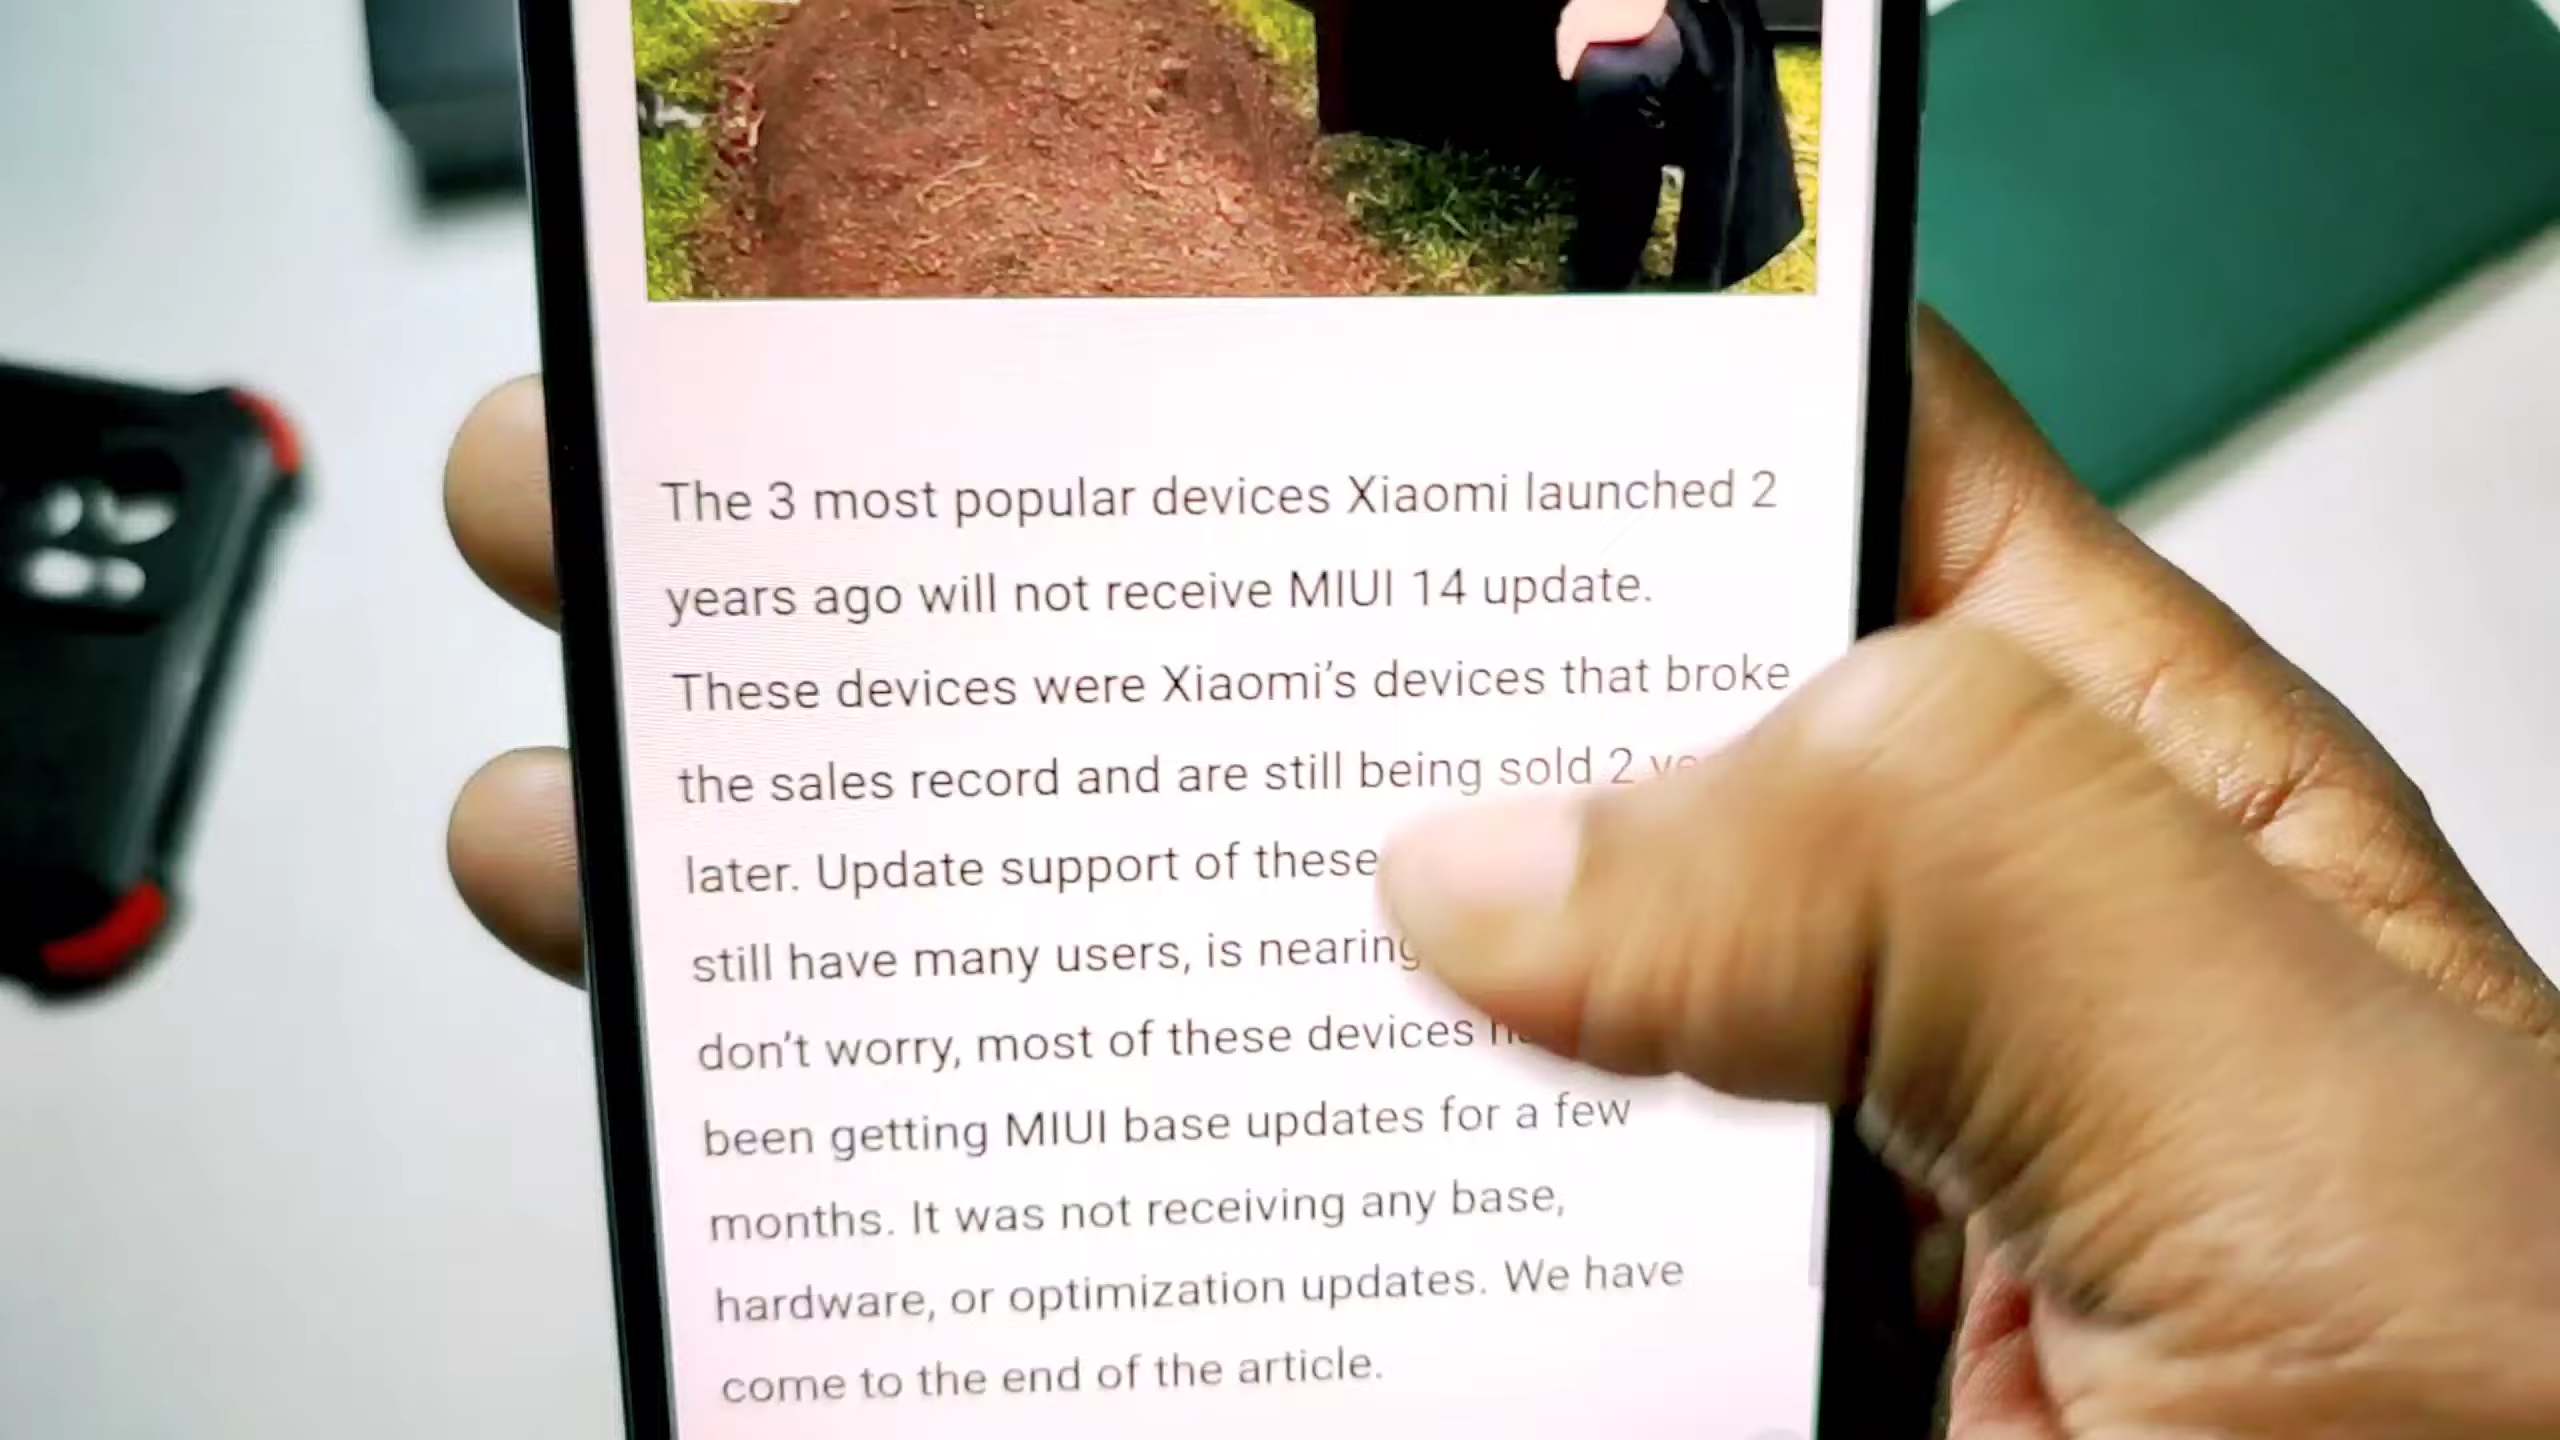 The 3 most popular devices Xiaomi launched 2
years ago will not receive MIUI 14 update.
These devices were Xiaomi's devices that broke
the sales record and are still being sold 2
later. Update support of these
still have many users, is nearing
don't worry, most of these devices
been getting MIUI base updates for a few
months. It was not receiving any base,
hardware, or optimization updates. We have
come to the end of the article.